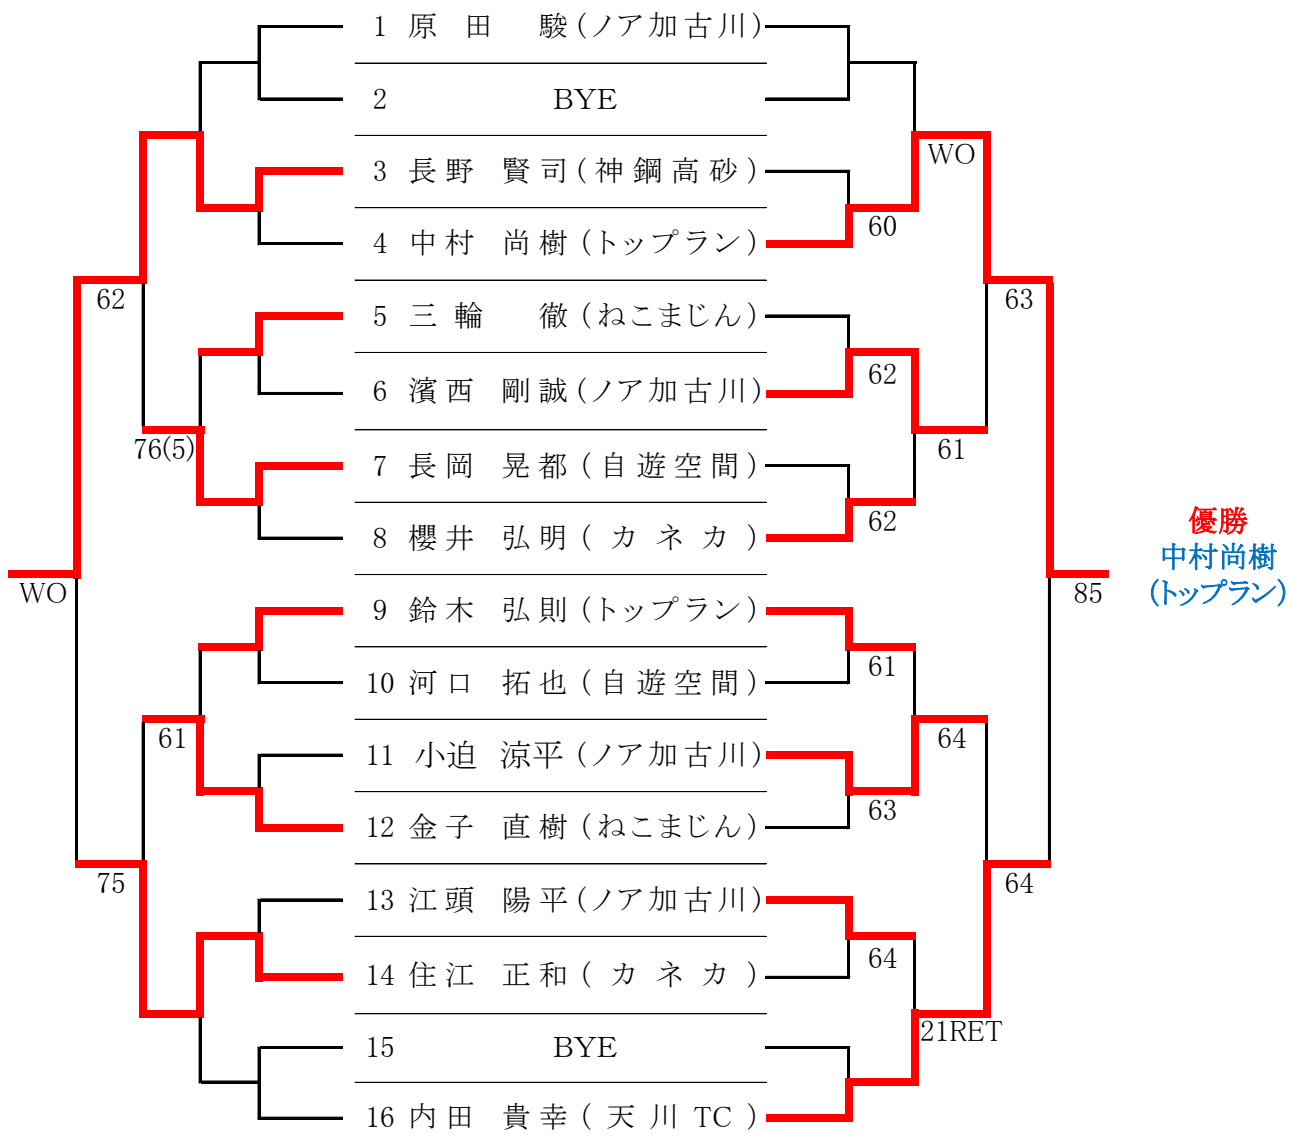 1 原田 駿(ノア加古川)
2 BYE
3 長野 賢司(神鋼高砂)
WO
4 中村 尚樹(トップラン)
60
62
5 三輪 徹(ねこまじん)
63
6 濱西 剛誠(ノア加古川)
62
76(5)
7 長岡 晃都(自遊空間)
61
8 櫻井 弘明(カネカ)
62
優勝
中村尚樹
(トップラン)
WO
9 鈴木 弘則(トップラン)
85
10 河口 拓也(自遊空間)
61
61
11 小迫 涼平(ノア加古川)
64
12 金子 直樹(ねこまじん)
63
75
13 江頭 陽平(ノア加古川)
64
14 住江 正和(カネカ)
64
15 BYE
21RET
16 内田 貴幸(天川TC)